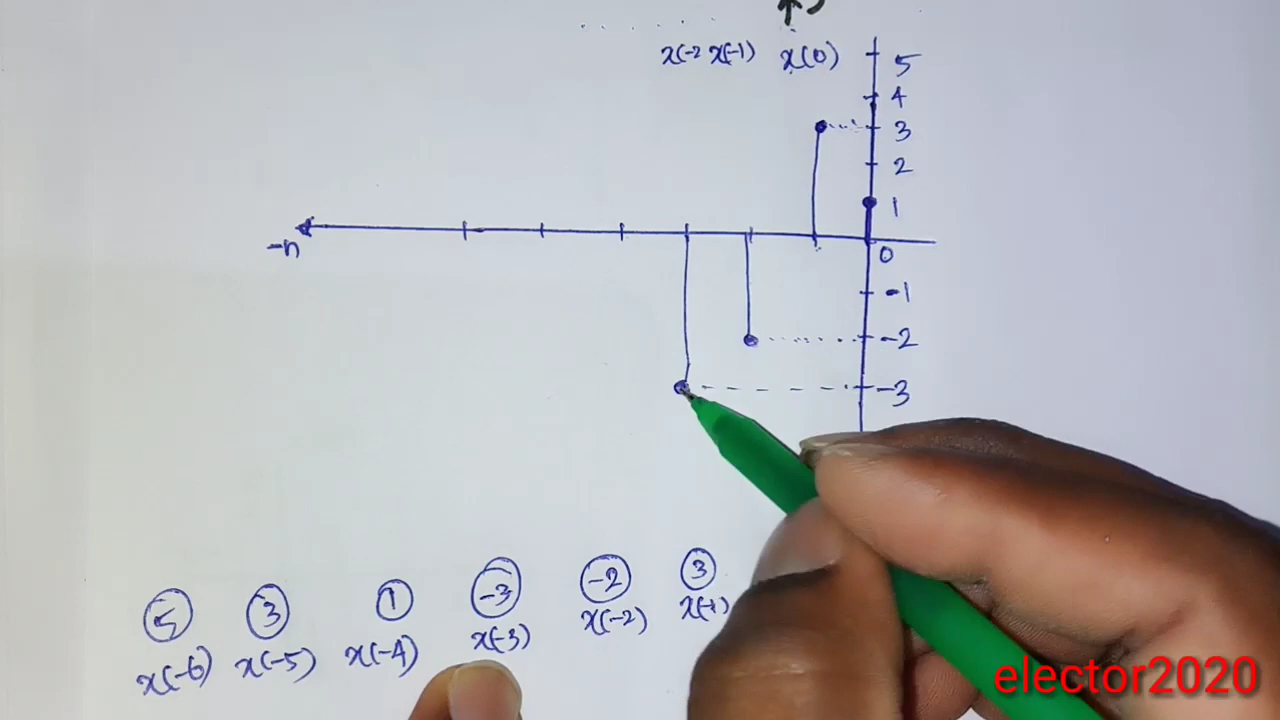 x(-2 x(-1) x(0)
5
4
3
2
1
-n
0
-1
-2
-3
5 3 1 -3 -2 3
x(-6) x(-5) x(-4) x(-3) x(-2) x(-1)
elector2020